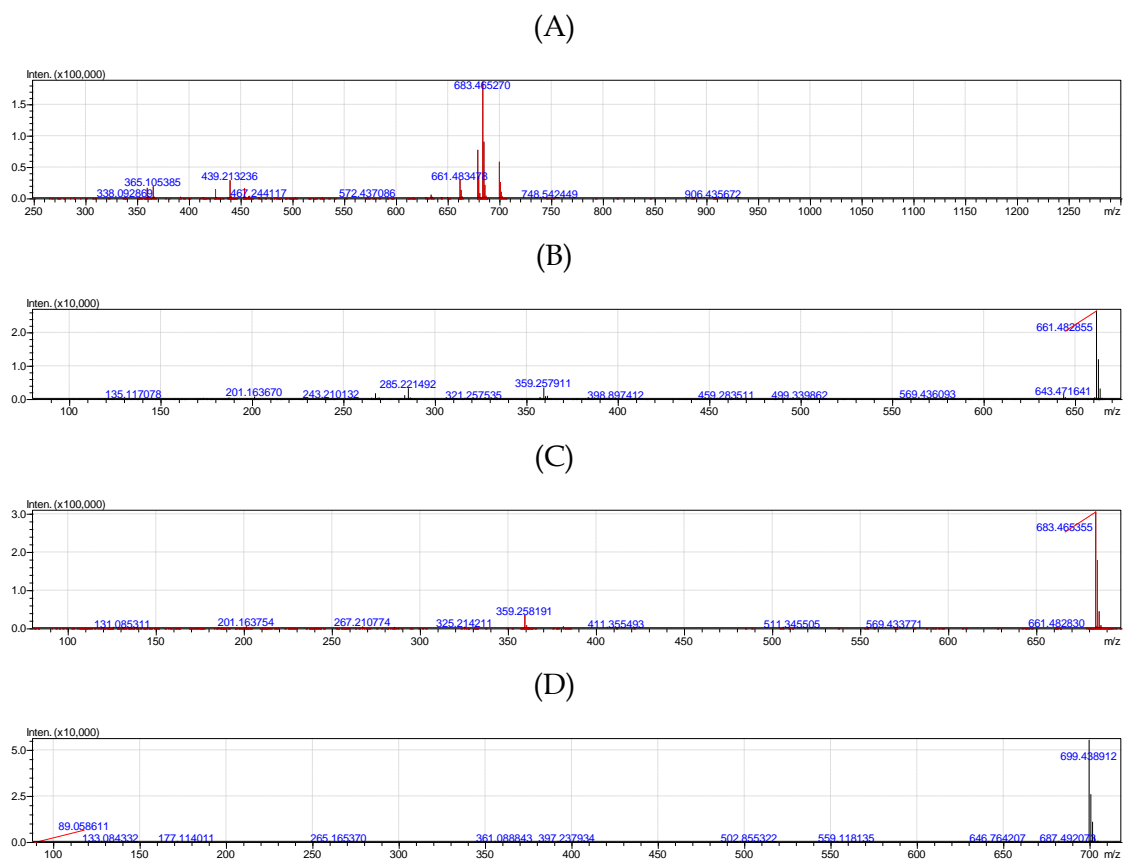 (A)
Inten. (x100,000)
683.465270
1.5
1.0
0.5 365.105385 439.213236 661.483473
338.092860 467.244117 572.437086 748.542449 906.435672
0.0
250 300 350 400 450 500 550 600 650 700 750 800 850 900 950 1000 1050 1100 1150 1200 1250 m/z
(B)
Inten. (x10,000)
2.0 661.482855
1.0
135.117078 201.163670 243.210132 285.221492 321.257535 359.257911 398.897412 459.283511 499.339862 569.436093 643.471641
0.0
100 150 200 250 300 350 400 450 500 550 600 650 m/z
(C)
Inten. (x100,000)
3.0
683.465355
2.0
1.0
359.258191
131.085311 201.163754 267.210774 325.214211 411.355493 511.345505 569.433771 661.482830
0.0
100 150 200 250 300 350 400 450 500 550 600 650 m/z
(D)
Inten. (x10,000)
5.0 699.438912
2.5
89.058611
133.084332 177.114011 265.165370 361.088843 397.237934 502.855322 559.118135 646.764207 687.492073
0.0
100 150 200 250 300 350 400 450 500 550 600 650 700 m/z